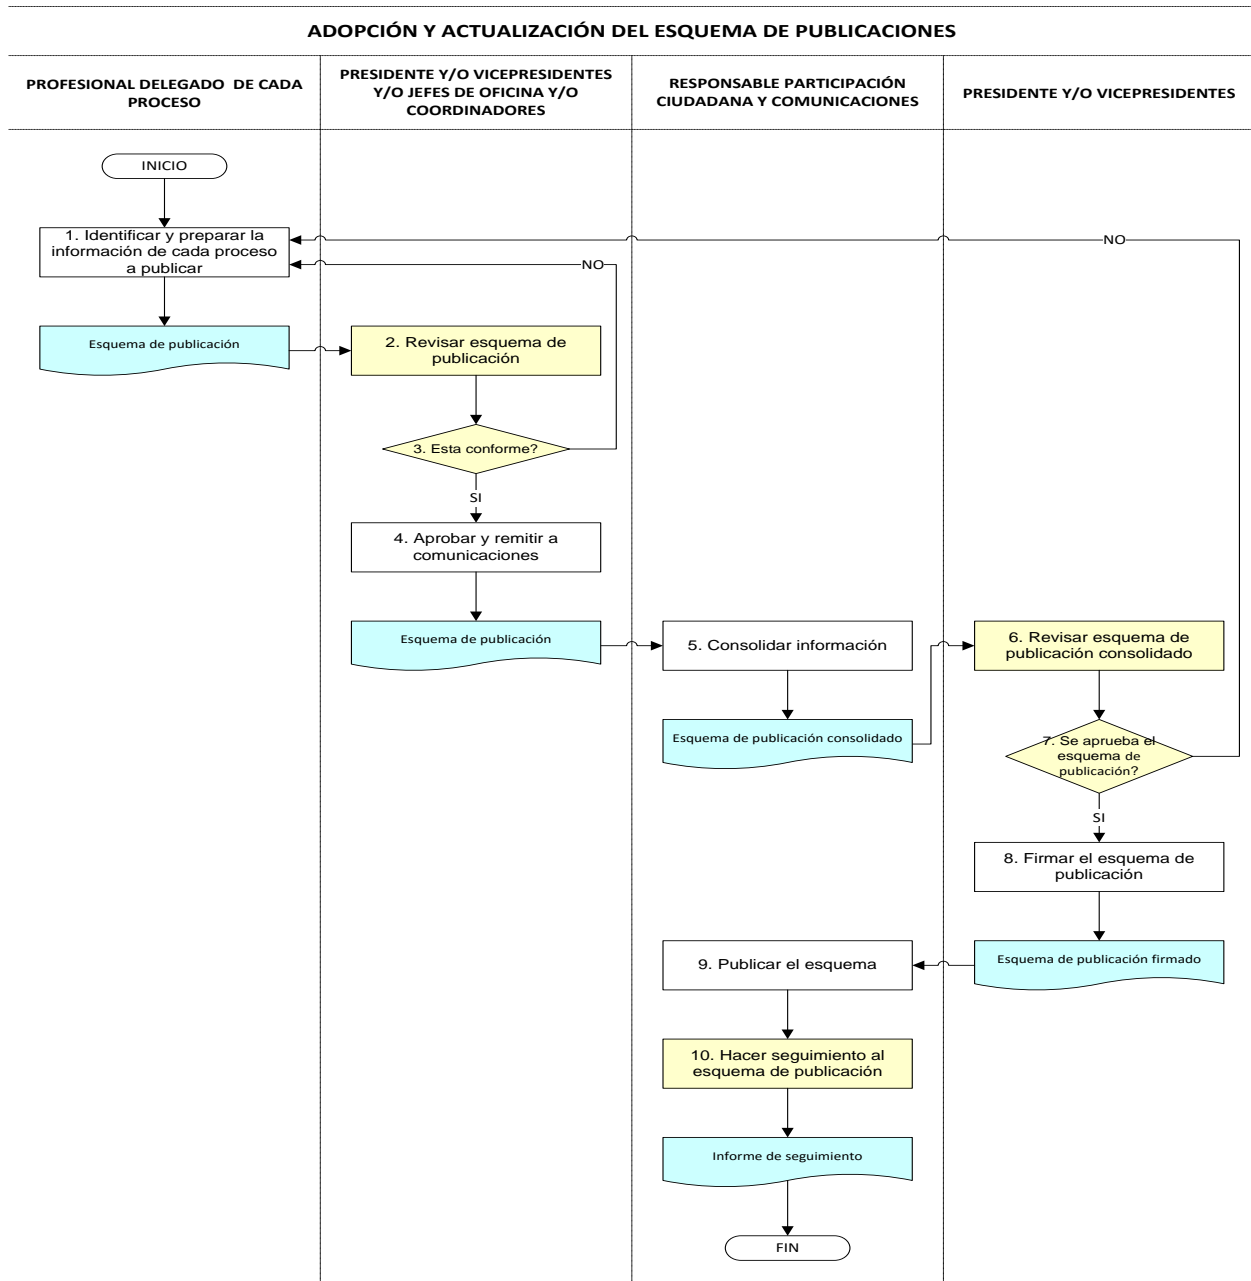 ADOPCIÓN Y ACTUALIZACIÓN DEL ESQUEMA DE PUBLICACIONES
PROFESIONAL DELEGADO DE CADA
PROCESO
PRESIDENTE Y/O VICEPRESIDENTES
Y/O JEFES DE OFICINA Y/O
COORDINADORES
RESPONSABLE PARTICIPACIÓN
CIUDADANA Y COMUNICACIONES
PRESIDENTE Y/O VICEPRESIDENTES
INICIO
1. Identificar y preparar la
información de cada proceso
a publicar
NO
NO
Esquema de publicación
2. Revisar esquema de
publicación
3. Esta conforme?
SI
4. Aprobar y remitir a
comunicaciones
Esquema de publicación
5. Consolidar información
6. Revisar esquema de
publicación consolidado
Esquema de publicación consolidado
7. Se aprueba el
esquema de
publicación?
SI
8. Firmar el esquema de
publicación
Esquema de publicación firmado
9. Publicar el esquema
10. Hacer seguimiento al
esquema de publicación
Informe de seguimiento
FIN